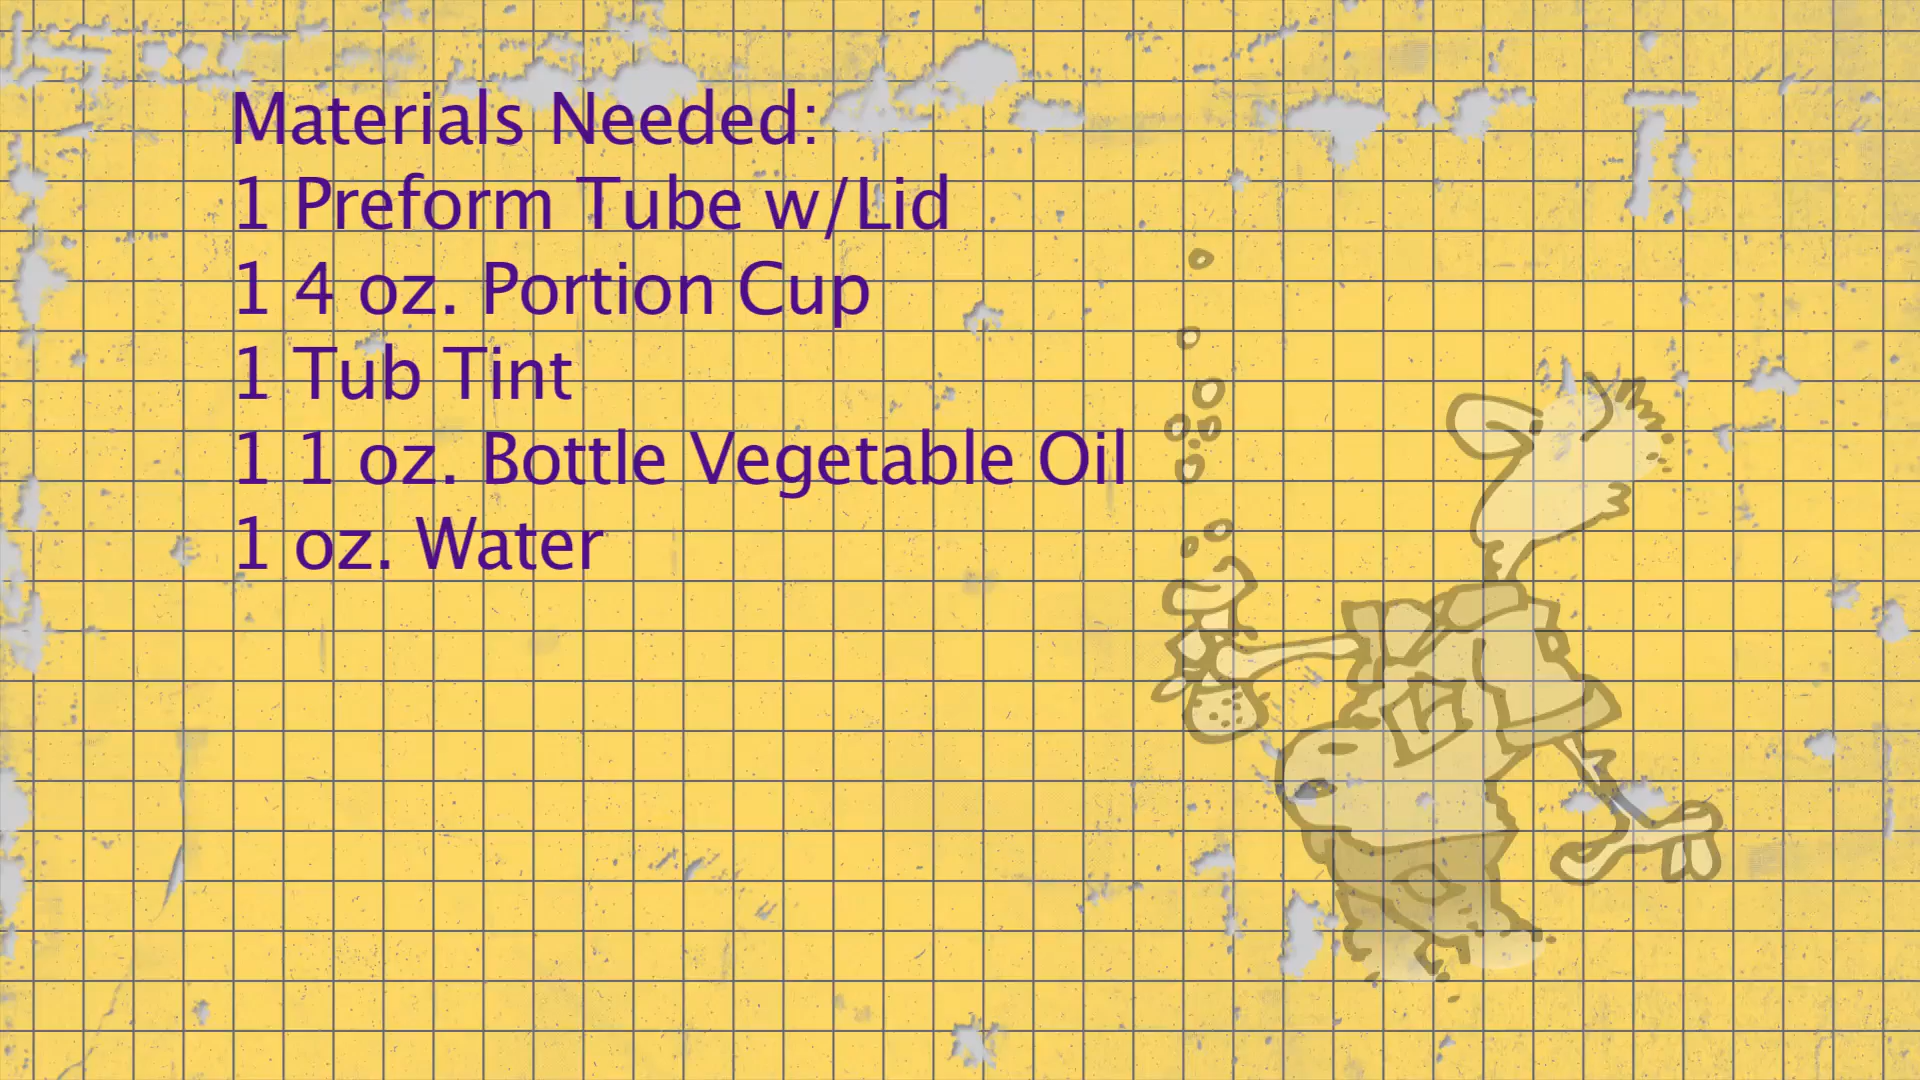 Materials Needed:
1 Preform Tube w/Lid
1 4 oz. Portion Cup
1 Tub Tint
1 1 oz. Bottle Vegetable Oil
1 oz. Water